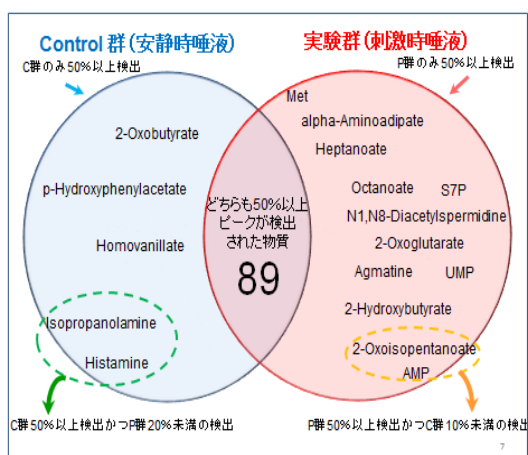 Control 群(安静時唾液)
実験群(刺激時唾液)
C群のみ50%以上検出
P群のみ50%以上検出
Met
alpha-Aminoadipate
2-Oxobutyrate
Heptanoate
p-Hydroxyphenylacetate
どちらも50%以上
ピークが検出
された物質
89
Octanoate
S7P
N1,N8-Diacetylspermidine
Homovanillate
2-Oxoglutarate
Agmatine
UMP
2-Hydroxybutyrate
Isopropanolamine
Histamine
2-Oxoisopentanoate
AMP
C群50%以上検出かつP群20%未満の検出
P群50%以上検出かつC群10%未満の検出
7